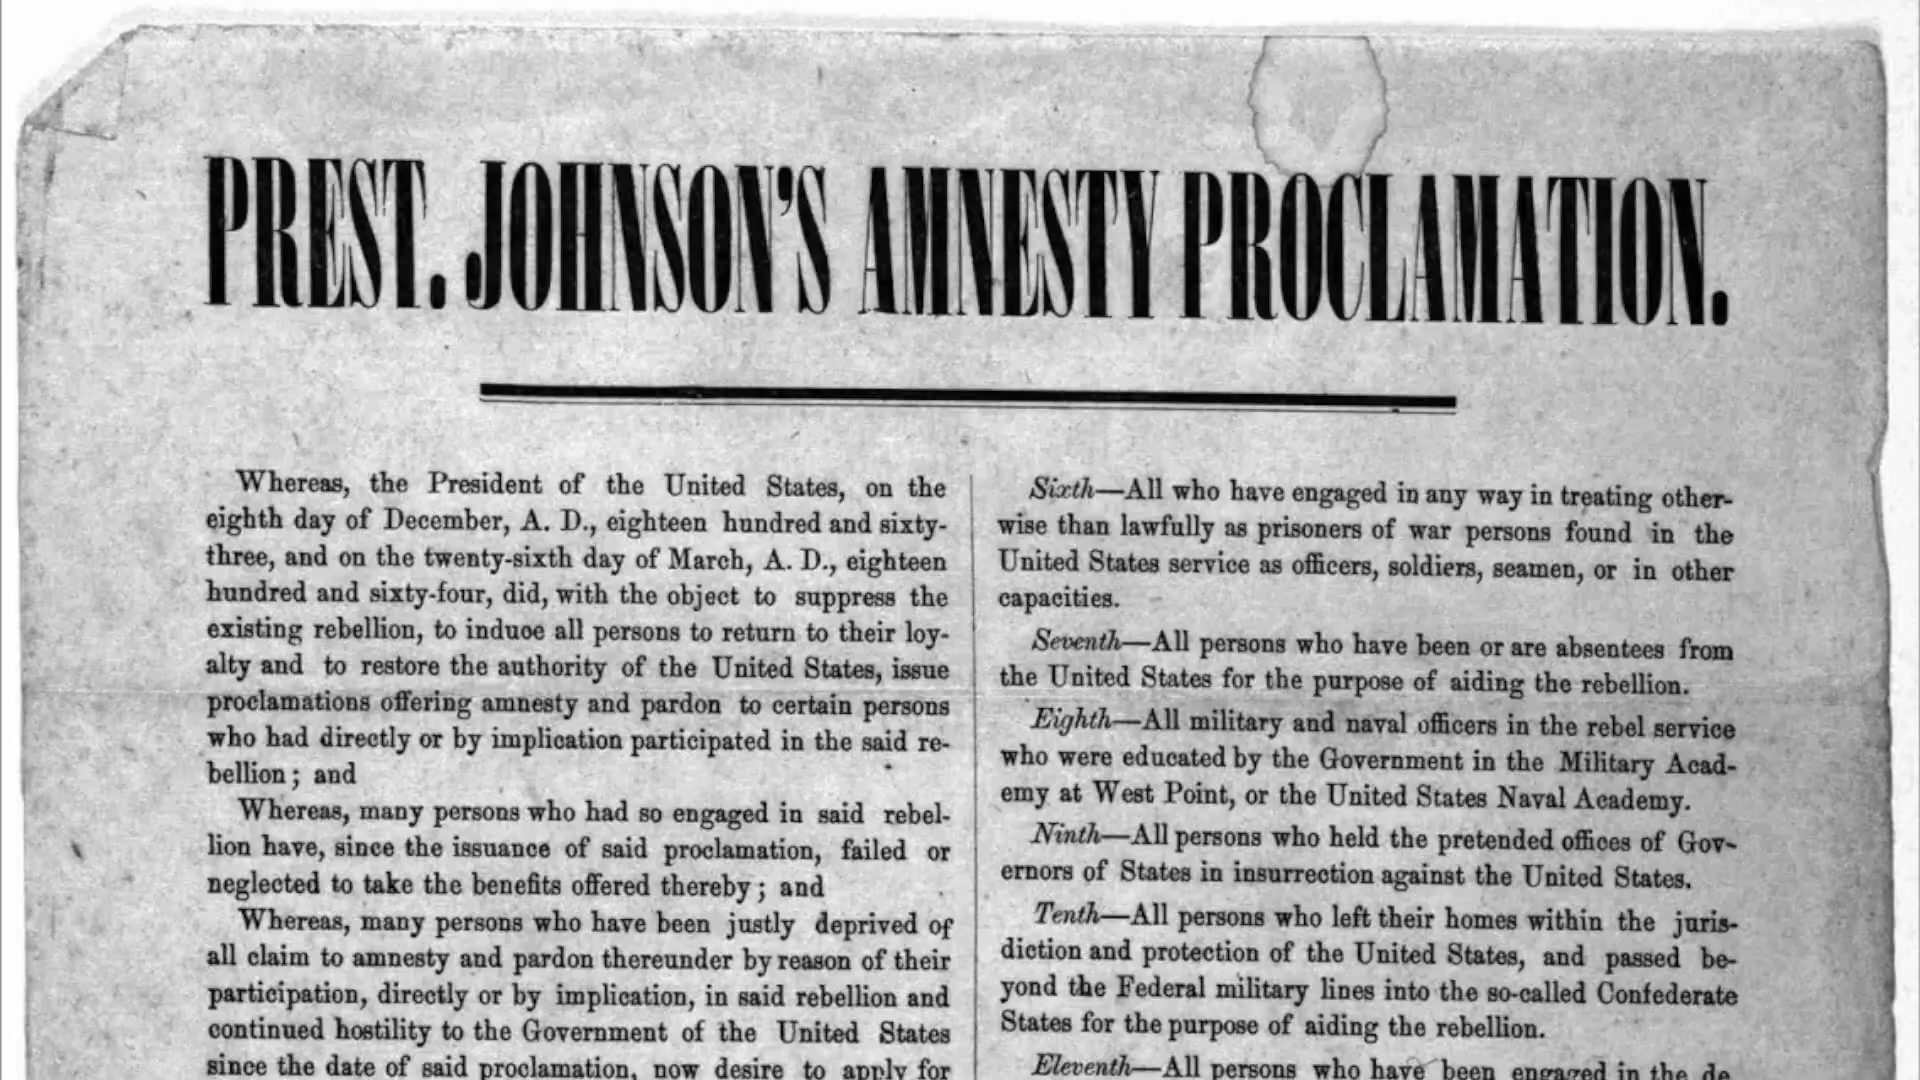 PREST. JOHNSON'S AMNESTY PROCLAMATION.
Whereas, the President of the United States, on the
eighth day of December, A. D., eighteen hundred and sixty-
three, and on the twenty-sixth day of March, A. D., eighteen
hundred and sixty-four, did, with the object to suppress the
existing rebellion, to induce all persons to return to their loy-
alty and to restore the authority of the United States, issue
proclamations offering amnesty and pardon to certain persons
who had directly or by implication participated in the said re-
bellion; and
Whereas, many persons who had so engaged in said rebel-
lion have, since the issuance of said proclamation, failed or
neglected to take the benefits offered thereby; and
Whereas, many persons who have been justly deprived of
all claim to amnesty and pardon thereunder by reason of their
participation, directly or by implication, in said rebellion and
continued hostility to the Government of the United States
since the date of said proclamation, now desire to apply for
Sixth—All who have engaged in any way in treating other-
wise than lawfully as prisoners of war persons found in the
United States service as officers, soldiers, seamen, or in other
capacities.
Seventh—All persons who have been or are absentees from
the United States for the purpose of aiding the rebellion.
Eighth—All military and naval officers in the rebel service
who were educated by the Government in the Military Acad-
emy at West Point, or the United States Naval Academy.
Ninth—All persons who held the pretended offices of Gov-
ernors of States in insurrection against the United States.
Tenth—All persons who left their homes within the juris-
diction and protection of the United States, and passed be-
yond the Federal military lines into the so-called Confederate
States for the purpose of aiding the rebellion.
Eleventh—All persons who have been engaged in the de